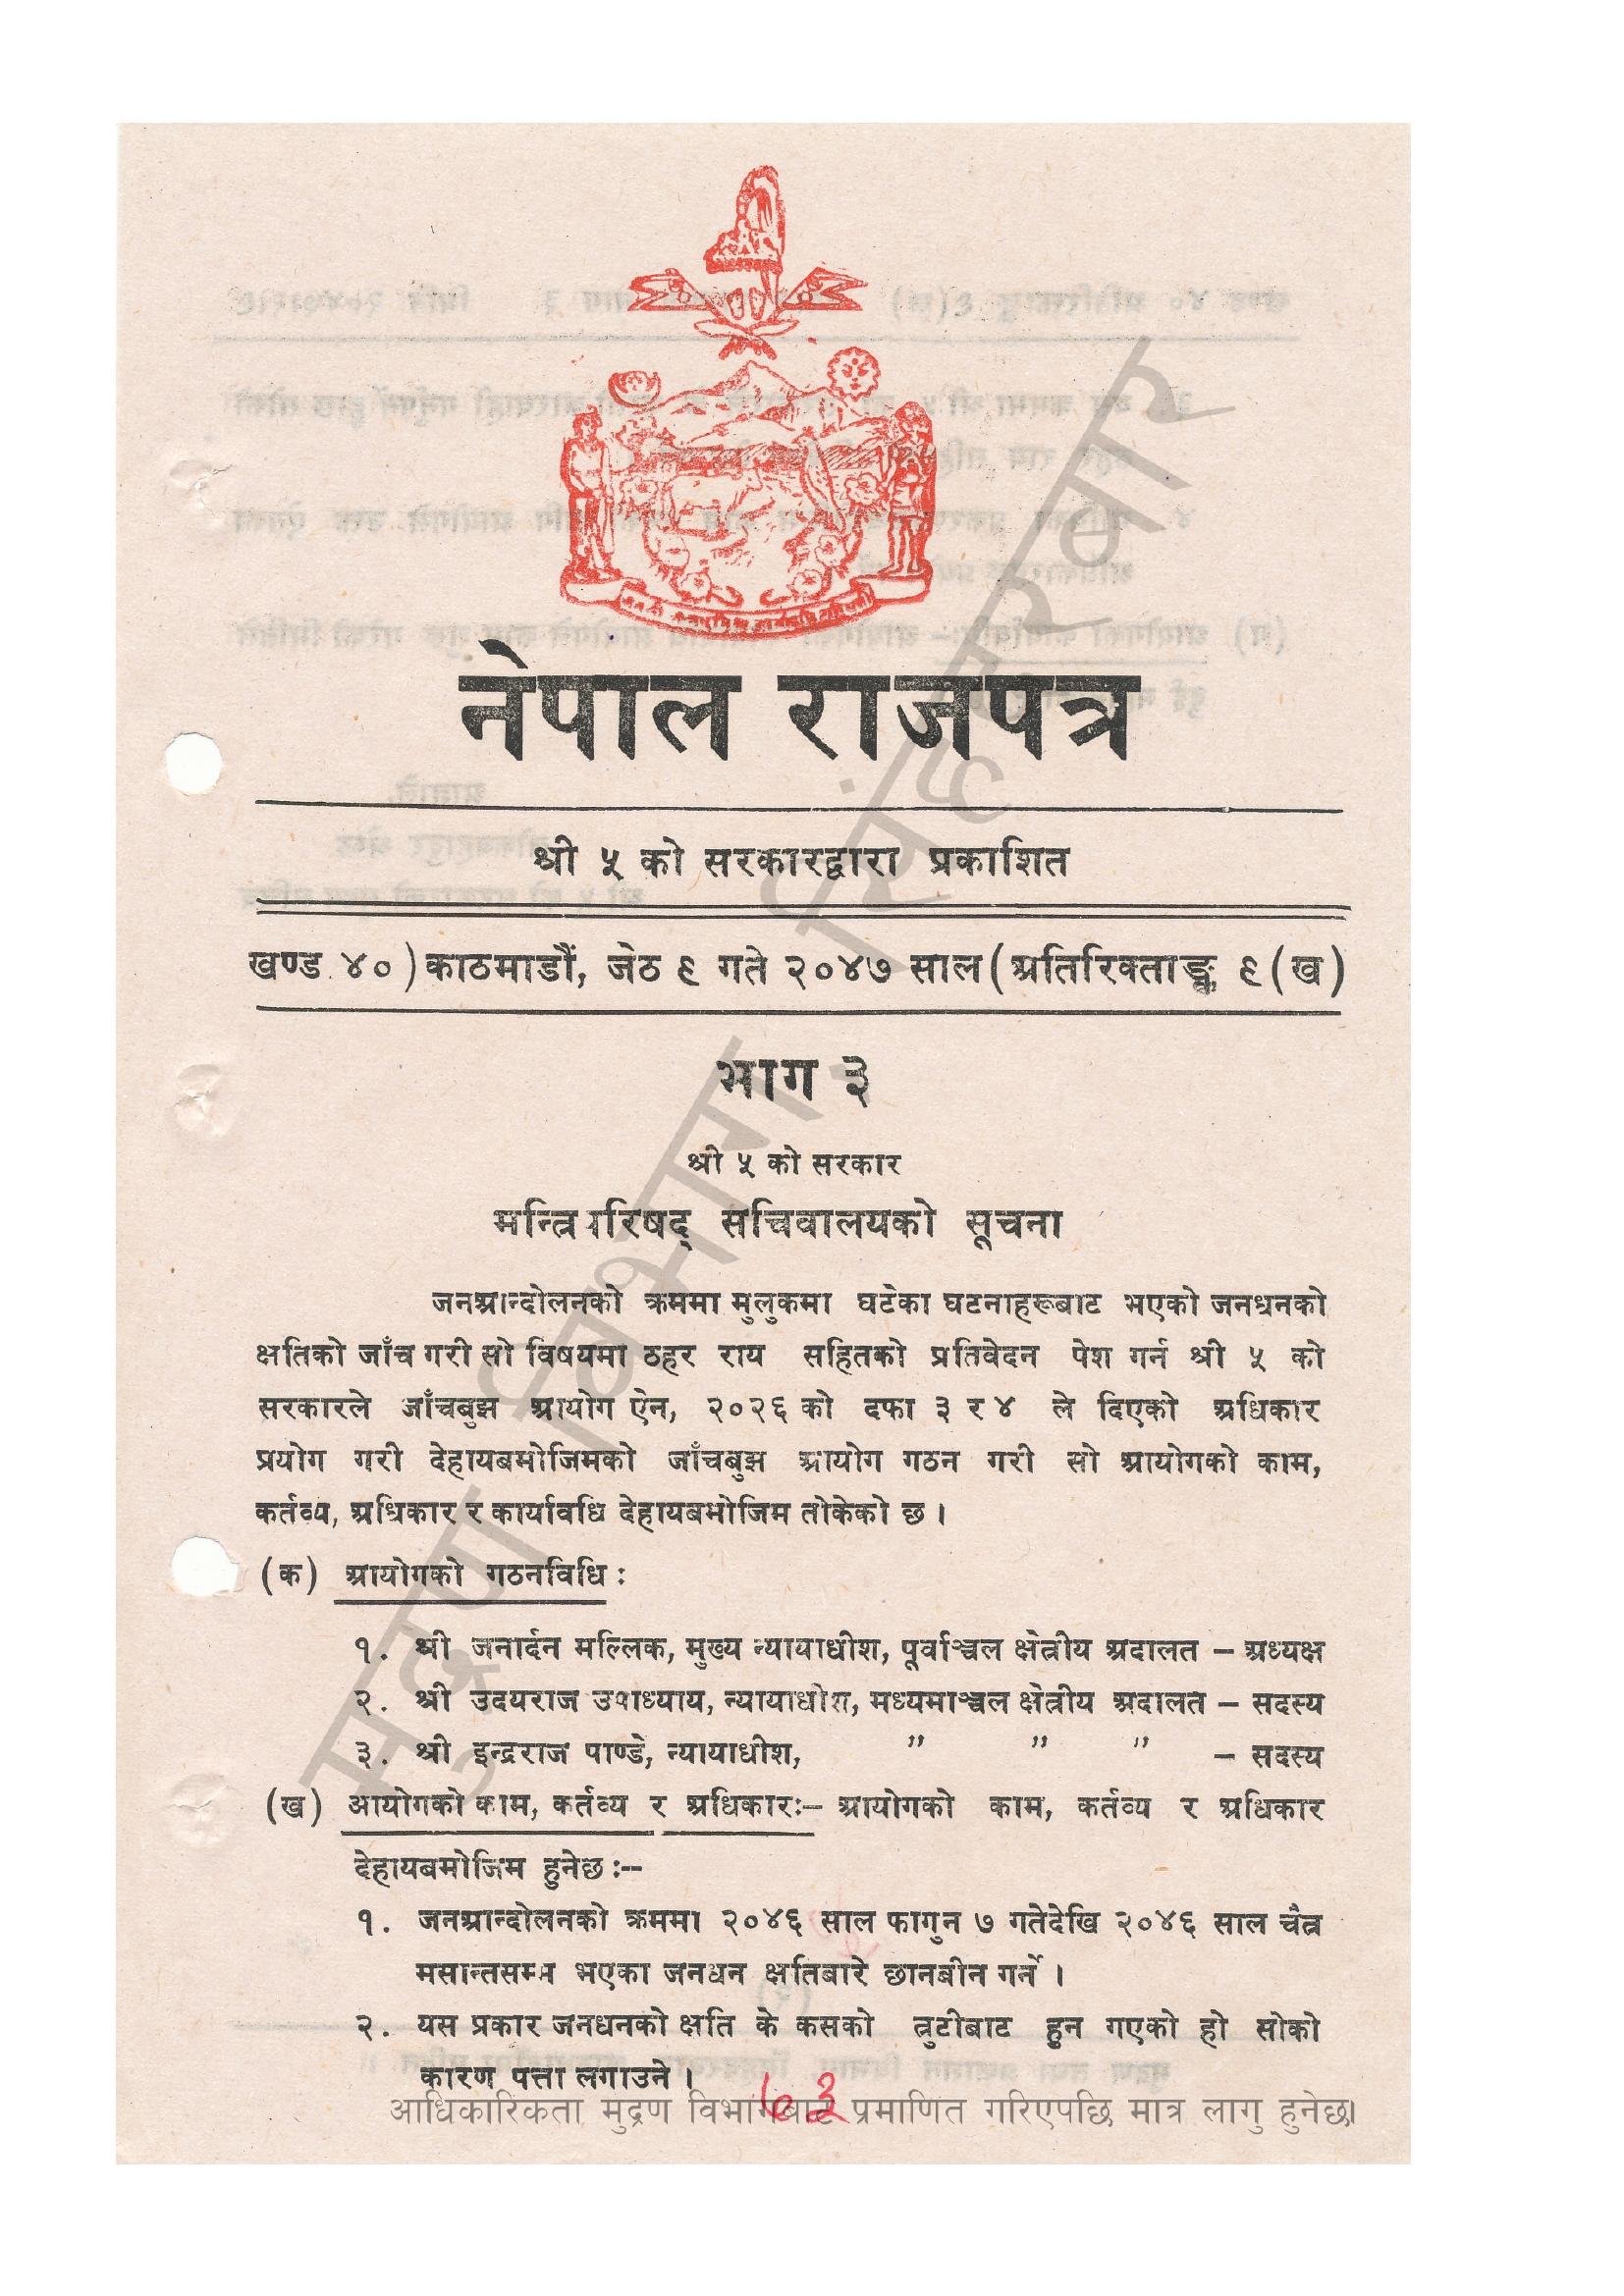 नेपाल राजपत्र
श्री ५ को सरकारद्वारा प्रकाशित
खण्ड ४०) काठमाडौं, जेठ ९ गते २०४७ साल (अतिरिक्ताङ्क ९ (ख)
भाग ३
श्री ५ को सरकार
मन्त्रिपरिषद् सचिवालयको सूचना
जनआन्दोलनको क्रममा मुलुकमा घटेका घटनाहरूबाट भएको जनधनको
क्षतिको जाँच गरी सो विषयमा ठहर राय सहितको प्रतिवेदन पेश गर्न श्री ५ को
सरकारले जाँचबुझ आयोग ऐन, २०२६ को दफा ३ र ४ ले दिएको अधिकार
प्रयोग गरी देहायबमोजिमको जाँचबुझ आयोग गठन गरी सो आयोगको काम,
कर्तव्य, अधिकार र कार्यावधि देहायबमोजिम तोकेको छ ।
(क) आयोगको गठनविधि :
१. श्री जनार्दन मल्लिक, मुख्य न्यायाधीश, पूर्वाञ्चल क्षेत्रीय अदालत – अध्यक्ष
२. श्री उदयराज उपाध्याय, न्यायाधीश, मध्यमाञ्चल क्षेत्रीय अदालत – सदस्य
३. श्री इन्द्रराज पाण्डे, न्यायाधीश, " " " – सदस्य
(ख) आयोगको काम, कर्तव्य र अधिकारः– आयोगको काम, कर्तव्य र अधिकार
देहायबमोजिम हुनेछ :–
१. जनआन्दोलनको क्रममा २०४६ साल फागुन ७ गतेदेखि २०४६ साल चैत्र
मसान्तसम्म भएका जनधन क्षतिबारे छानबीन गर्ने ।
२. यस प्रकार जनधनको क्षति के कसको त्रुटीबाट हुन गएको हो सोको
कारण पत्ता लगाउने ।
७३
आधिकारिकता मुद्रण विभागबाट प्रमाणित गरिएपछि मात्र लागु हुनेछ।
मुद्रण विभाग, सिंहदरबार